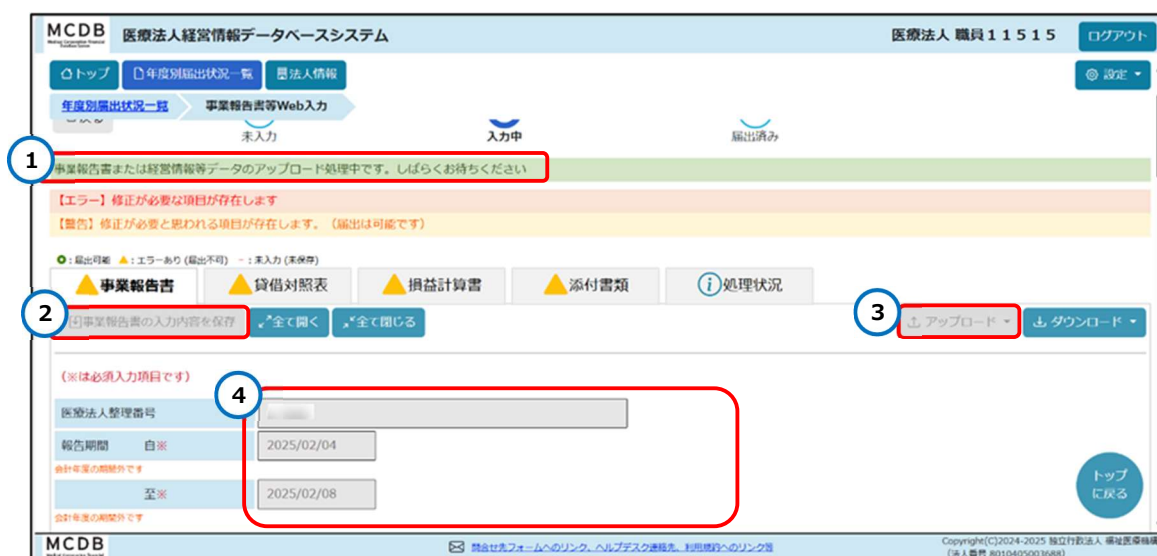 MCDB 医療法人経営情報データベースシステム 医療法人 職員11515 ログアウト
トップ 年度別届出状況一覧 法人情報 設定
年度別届出状況一覧 事業報告書等Web入力
未入力 入力中 届出済み
1
事業報告書または経営情報等データのアップロード処理中です。しばらくお待ちください
【エラー】修正が必要な項目が存在します
【警告】修正が必要と思われる項目が存在します。（届出は可能です）
：届出可能 ：エラーあり (届出不可) －：未入力 (未保存)
事業報告書 貸借対照表 損益計算書 添付書類 処理状況
2 事業報告書の入力内容を保存 全て開く 全て閉じる 3 アップロード ダウンロード
（※は必須入力項目です）
4
医療法人整理番号
報告期間 自※ 2025/02/04
会計年度の期間外です
至※ 2025/02/08
会計年度の期間外です
トップ
に戻る
MCDB 問合せ先フォームへのリンク、ヘルプデスク連絡先、利用規約へのリンク等 Copyright(C)2024-2025 独立行政法人 福祉医療機構
（法人番号 8010405003688）